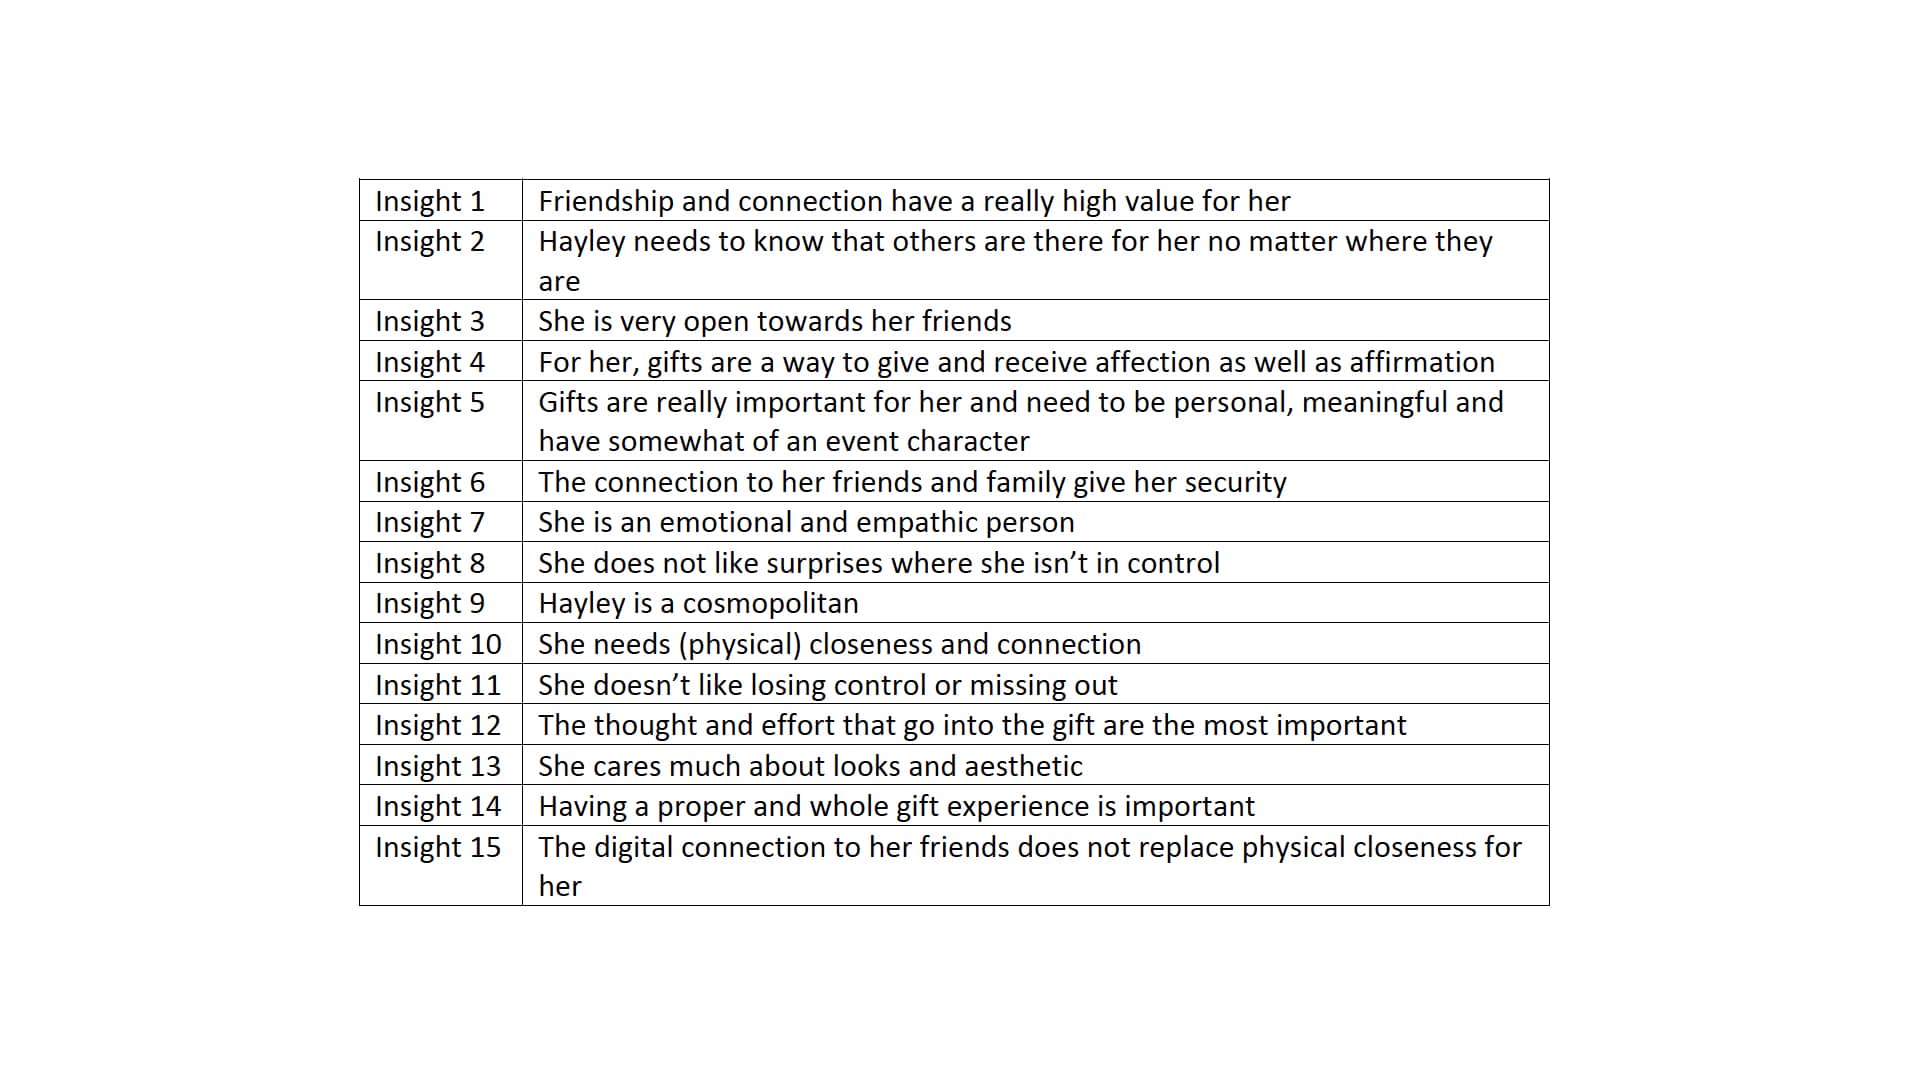 Insight 1 Friendship and connection have a really high value for her
Insight 2 Hayley needs to know that others are there for her no matter where they
are
Insight 3 She is very open towards her friends
Insight 4 For her, gifts are a way to give and receive affection as well as affirmation
Insight 5 Gifts are really important for her and need to be personal, meaningful and
have somewhat of an event character
Insight 6 The connection to her friends and family give her security
Insight 7 She is an emotional and empathic person
Insight 8 She does not like surprises where she isn’t in control
Insight 9 Hayley is a cosmopolitan
Insight 10 She needs (physical) closeness and connection
Insight 11 She doesn’t like losing control or missing out
Insight 12 The thought and effort that go into the gift are the most important
Insight 13 She cares much about looks and aesthetic
Insight 14 Having a proper and whole gift experience is important
Insight 15 The digital connection to her friends does not replace physical closeness for
her